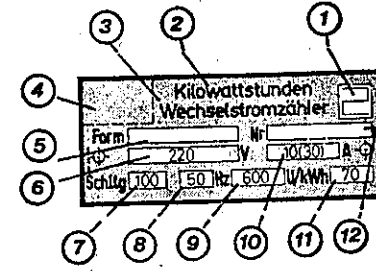 1
2
3
4
Kilowattstunden
Wechselstromzähler
5
Form Nr
6
220 V 10(30) A
Schltg 100 50 Hz 600 U/kWh 70
7 8 9 10 11 12